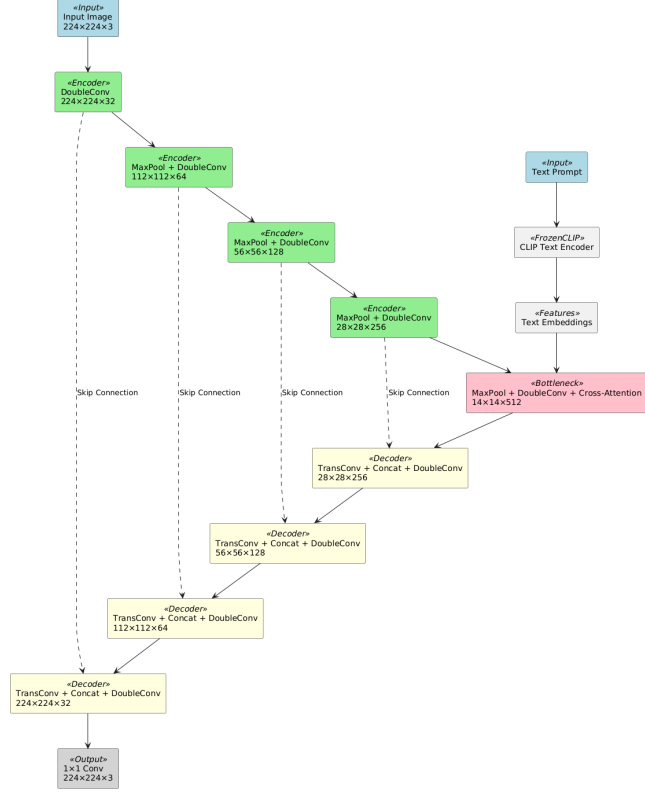 «Input»
Input Image
224×224×3
«Encoder»
DoubleConv
224×224×32
«Encoder»
MaxPool + DoubleConv
112×112×64
«Input»
Text Prompt
«Encoder»
MaxPool + DoubleConv
56×56×128
«FrozenCLIP»
CLIP Text Encoder
«Encoder»
MaxPool + DoubleConv
28×28×256
«Features»
Text Embeddings
Skip Connection
Skip Connection
Skip Connection
Skip Connection
«Bottleneck»
MaxPool + DoubleConv + Cross-Attention
14×14×512
«Decoder»
TransConv + Concat + DoubleConv
28×28×256
«Decoder»
TransConv + Concat + DoubleConv
56×56×128
«Decoder»
TransConv + Concat + DoubleConv
112×112×64
«Decoder»
TransConv + Concat + DoubleConv
224×224×32
«Output»
1×1 Conv
224×224×3